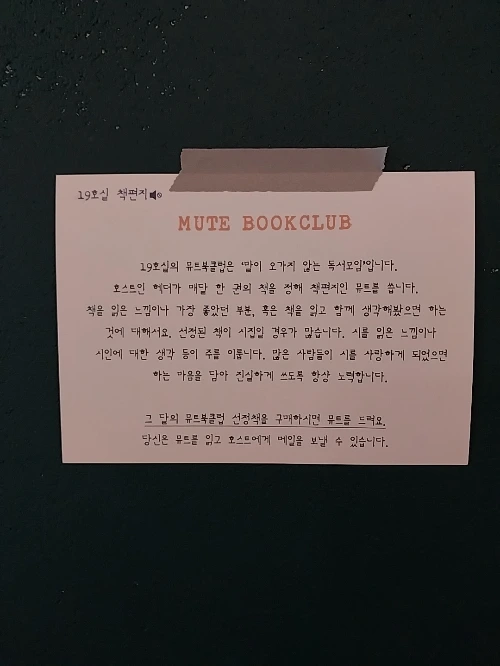 19호실 책편지
MUTE BOOKCLUB
19호실의 뮤트북클럽은 '말이 오가지 않는 독서모임'입니다.
호스트인 헤더가 매달 한 권의 책을 정해 책편지인 뮤트를 씁니다.
책을 읽은 느낌이나 가장 좋았던 부분, 혹은 책을 읽고 함께 생각해봤으면 하는
것에 대해서요. 선정된 책이 시집일 경우가 많습니다. 시를 읽은 느낌이나
시인에 대한 생각 등이 주를 이룹니다. 많은 사람들이 시를 사랑하게 되었으면
하는 마음을 담아 진실하게 쓰도록 항상 노력합니다.
그 달의 뮤트북클럽 선정책을 구매하시면 뮤트를 드려요.
당신은 뮤트를 읽고 호스트에게 메일을 보낼 수 있습니다.